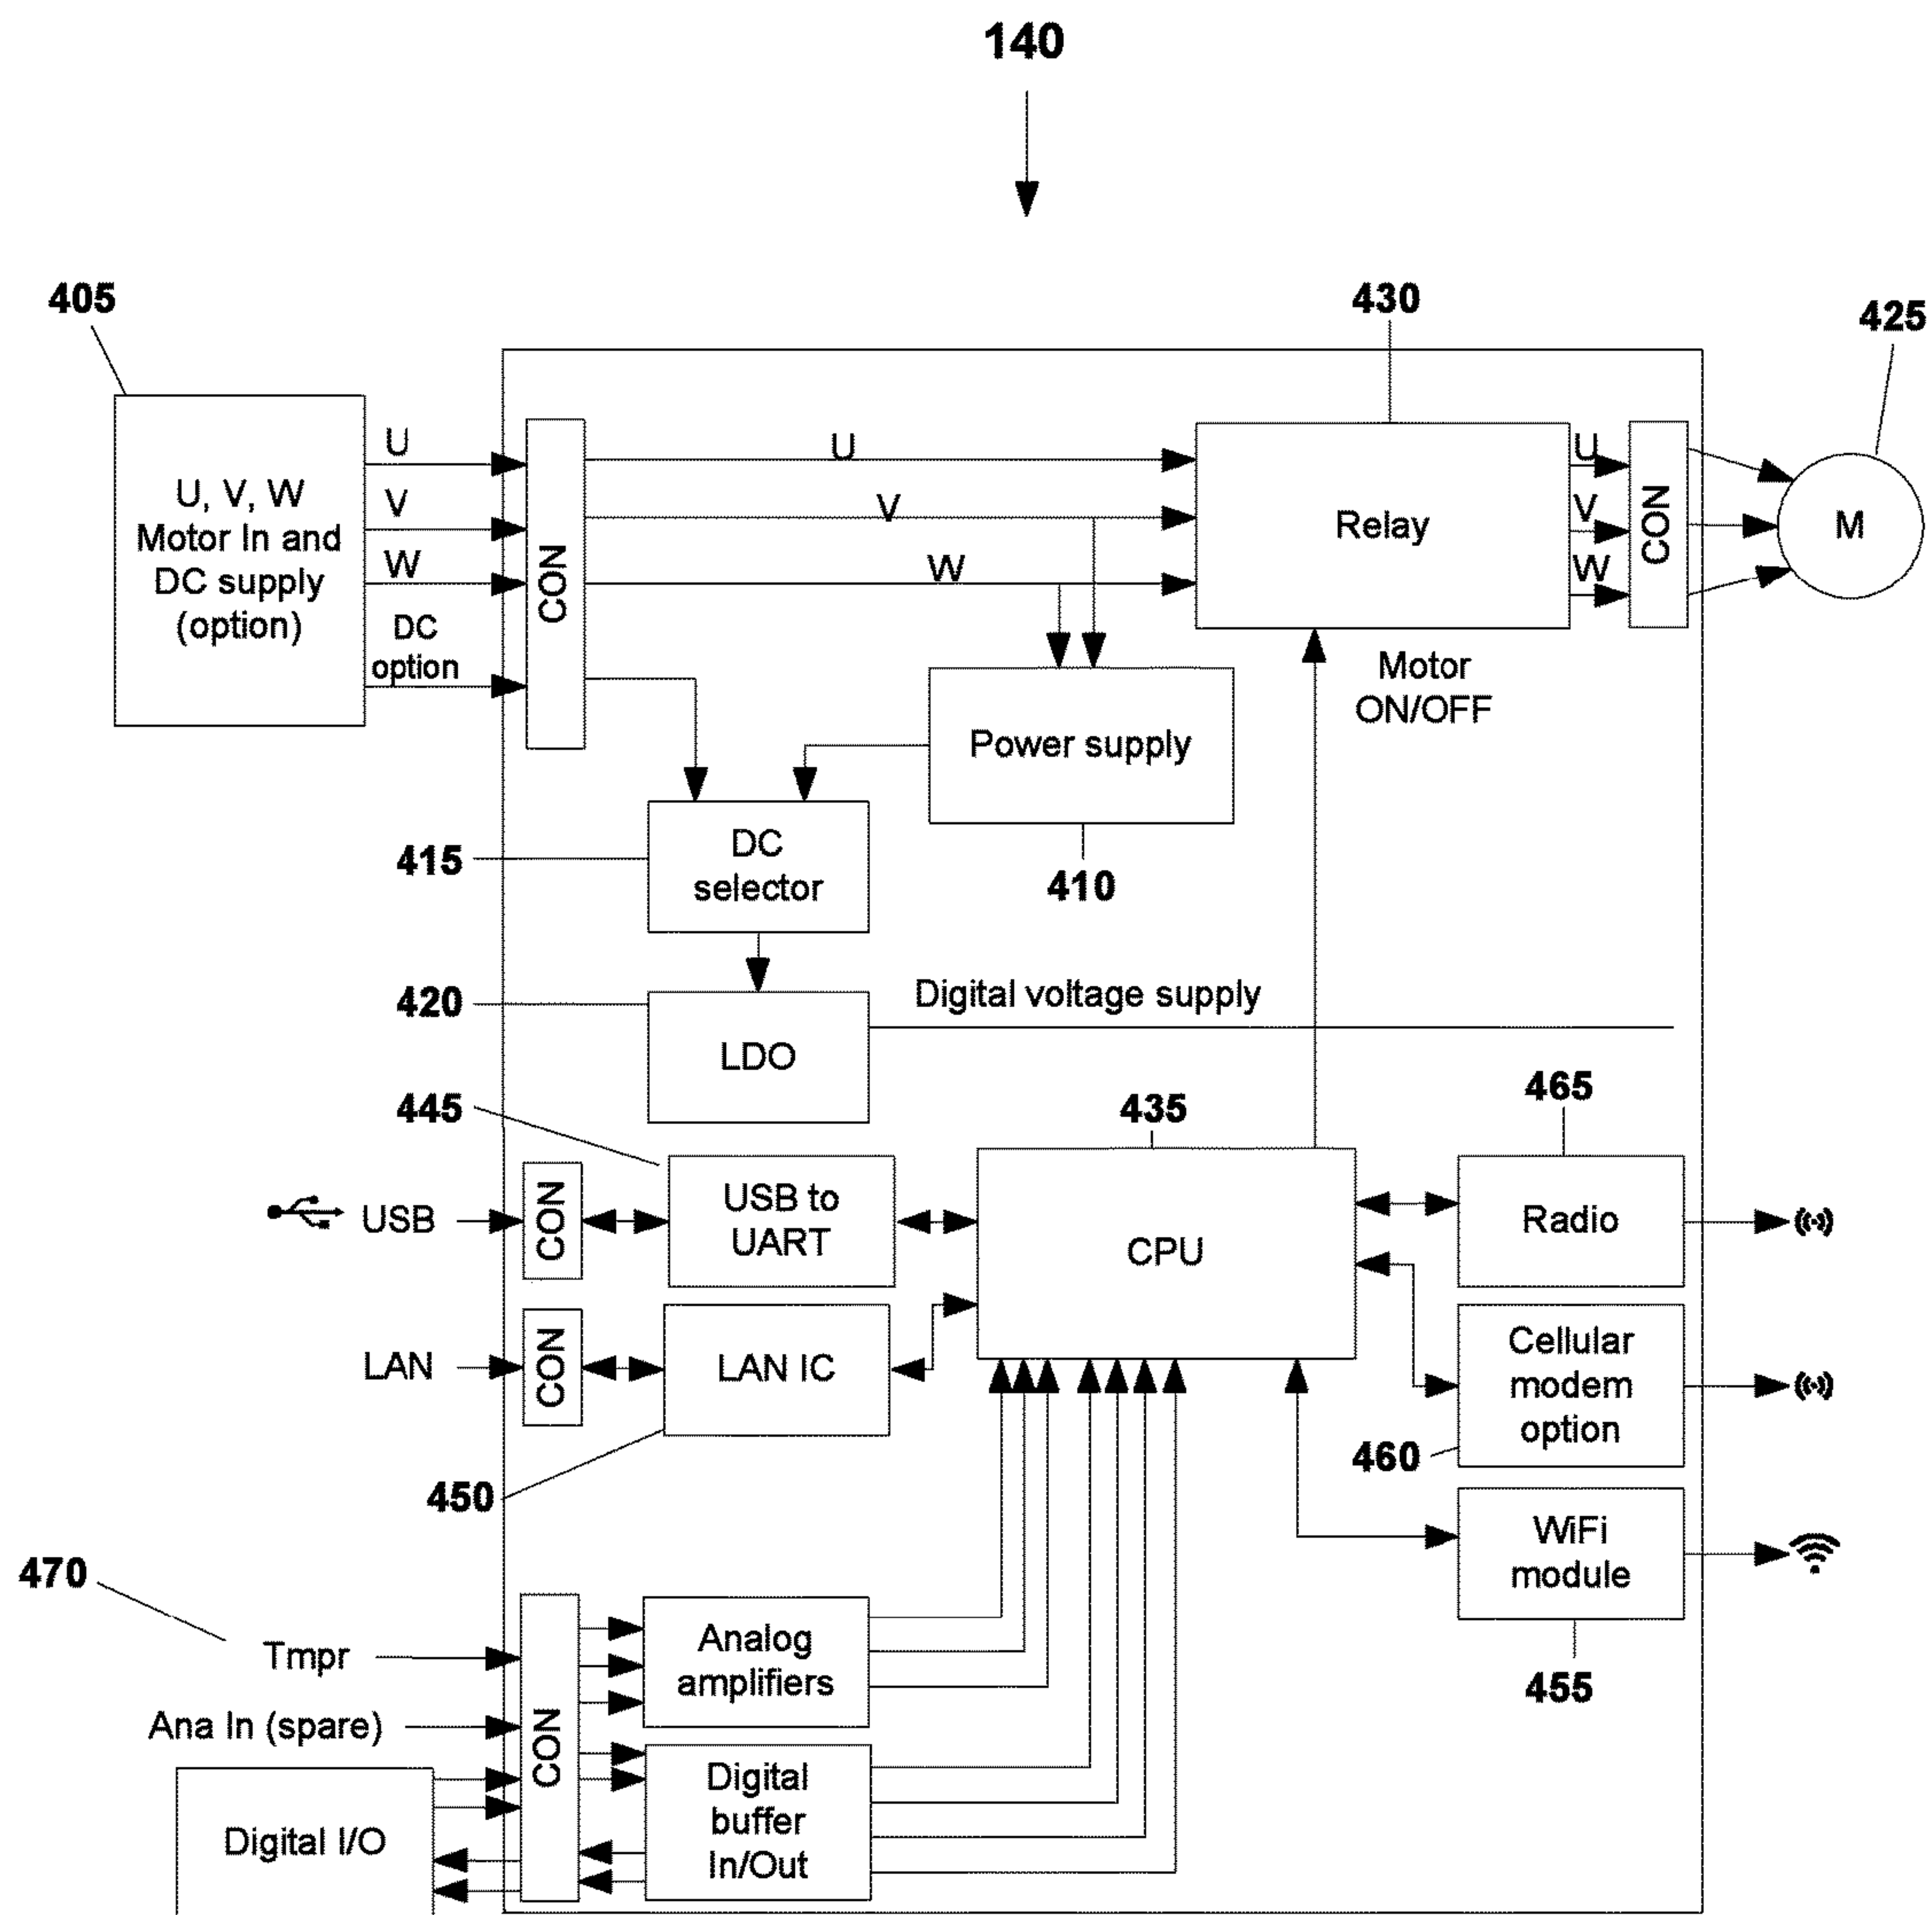 140
405
430
425
U, V, W
Motor In and
DC supply
(option)
U
V
W
DC
option
CON
U
V
W
Relay
U
V
W
CON
M
Motor
ON/OFF
Power supply
410
DC
selector
415
420
LDO
Digital voltage supply
445
435
465
USB
CON
USB to
UART
CPU
Radio
LAN
CON
LAN IC
Cellular
modem
option
460
450
WiFi
module
455
470
Tmpr
Ana In (spare)
CON
Analog
amplifiers
Digital I/O
Digital
buffer
In/Out